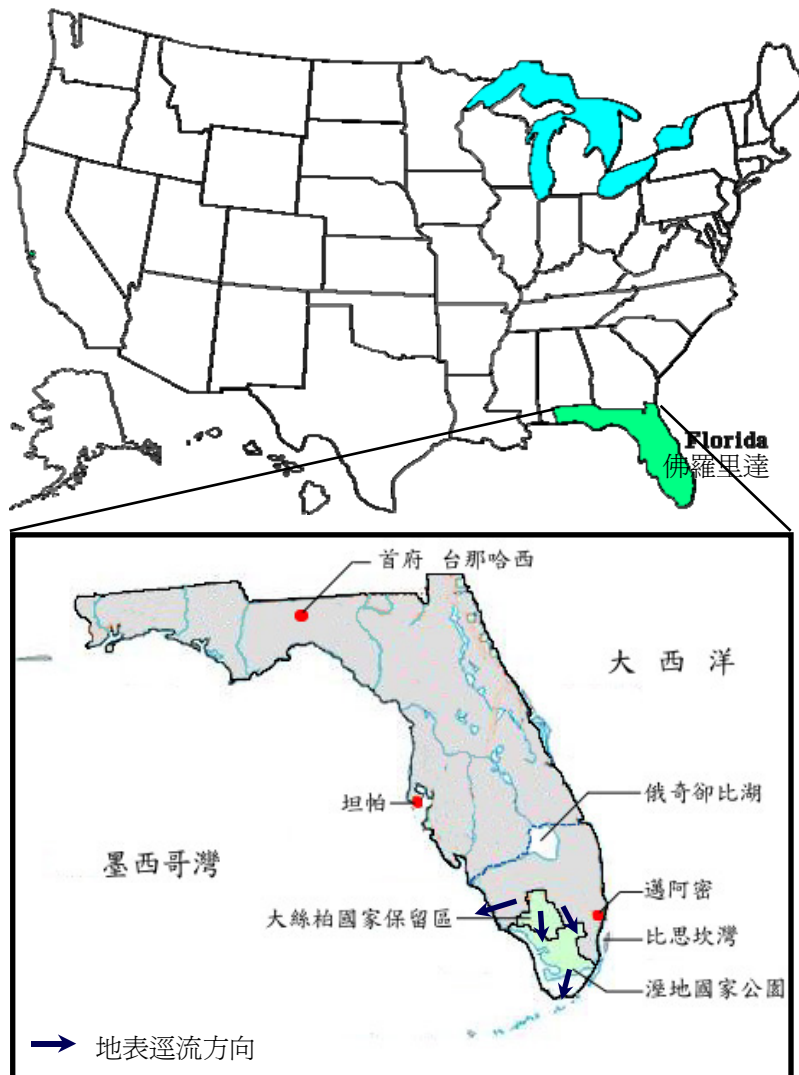 Florida
佛羅里達
首府 台那哈西
大 西 洋
坦帕
俄奇卻比湖
墨西哥灣
邁阿密
大絲柏國家保留區
比思坎灣
溼地國家公園
地表逕流方向